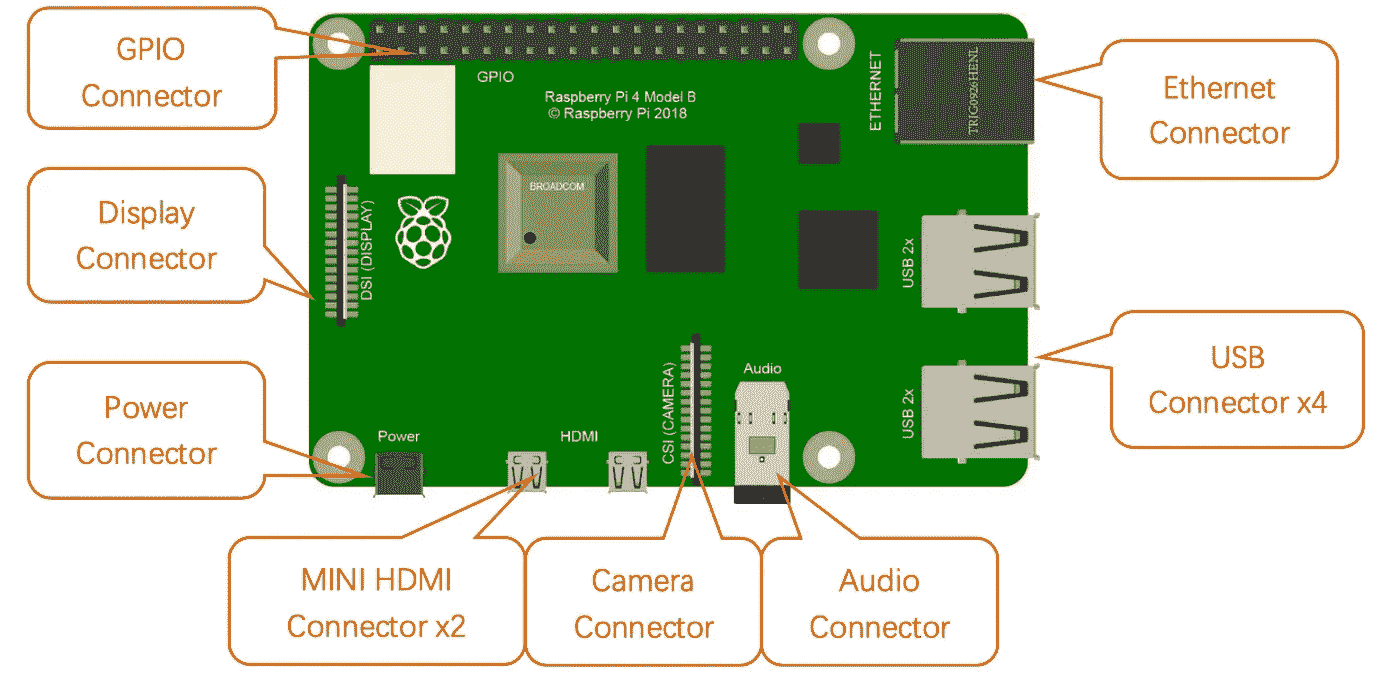 GPIO
Connector
GPIO
Raspberry Pi 4 Model B
© Raspberry Pi 2018
ETHERNET
TRJG0926HENL
Ethernet
Connector
Display
Connector
DSI (DISPLAY)
BROADCOM
USB 2x
USB
Connector x4
Power
Connector
Power
HDMI
CSI (CAMERA)
Audio
USB 2x
MINI HDMI
Connector x2
Camera
Connector
Audio
Connector